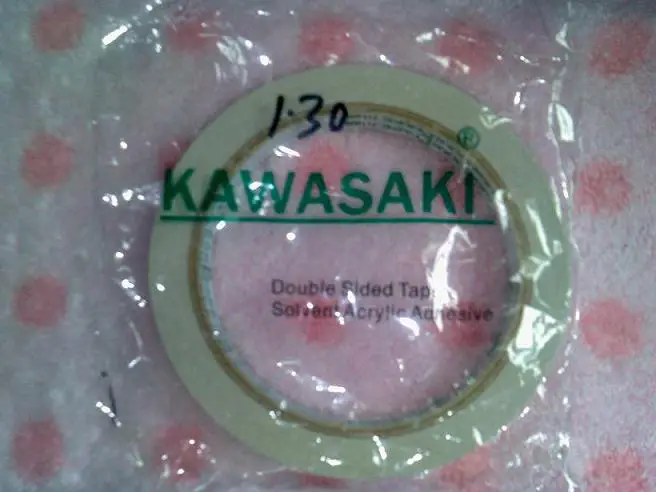 1.30
®
KAWASAKI
Double Sided Tape
Solvent Acrylic Adhesive